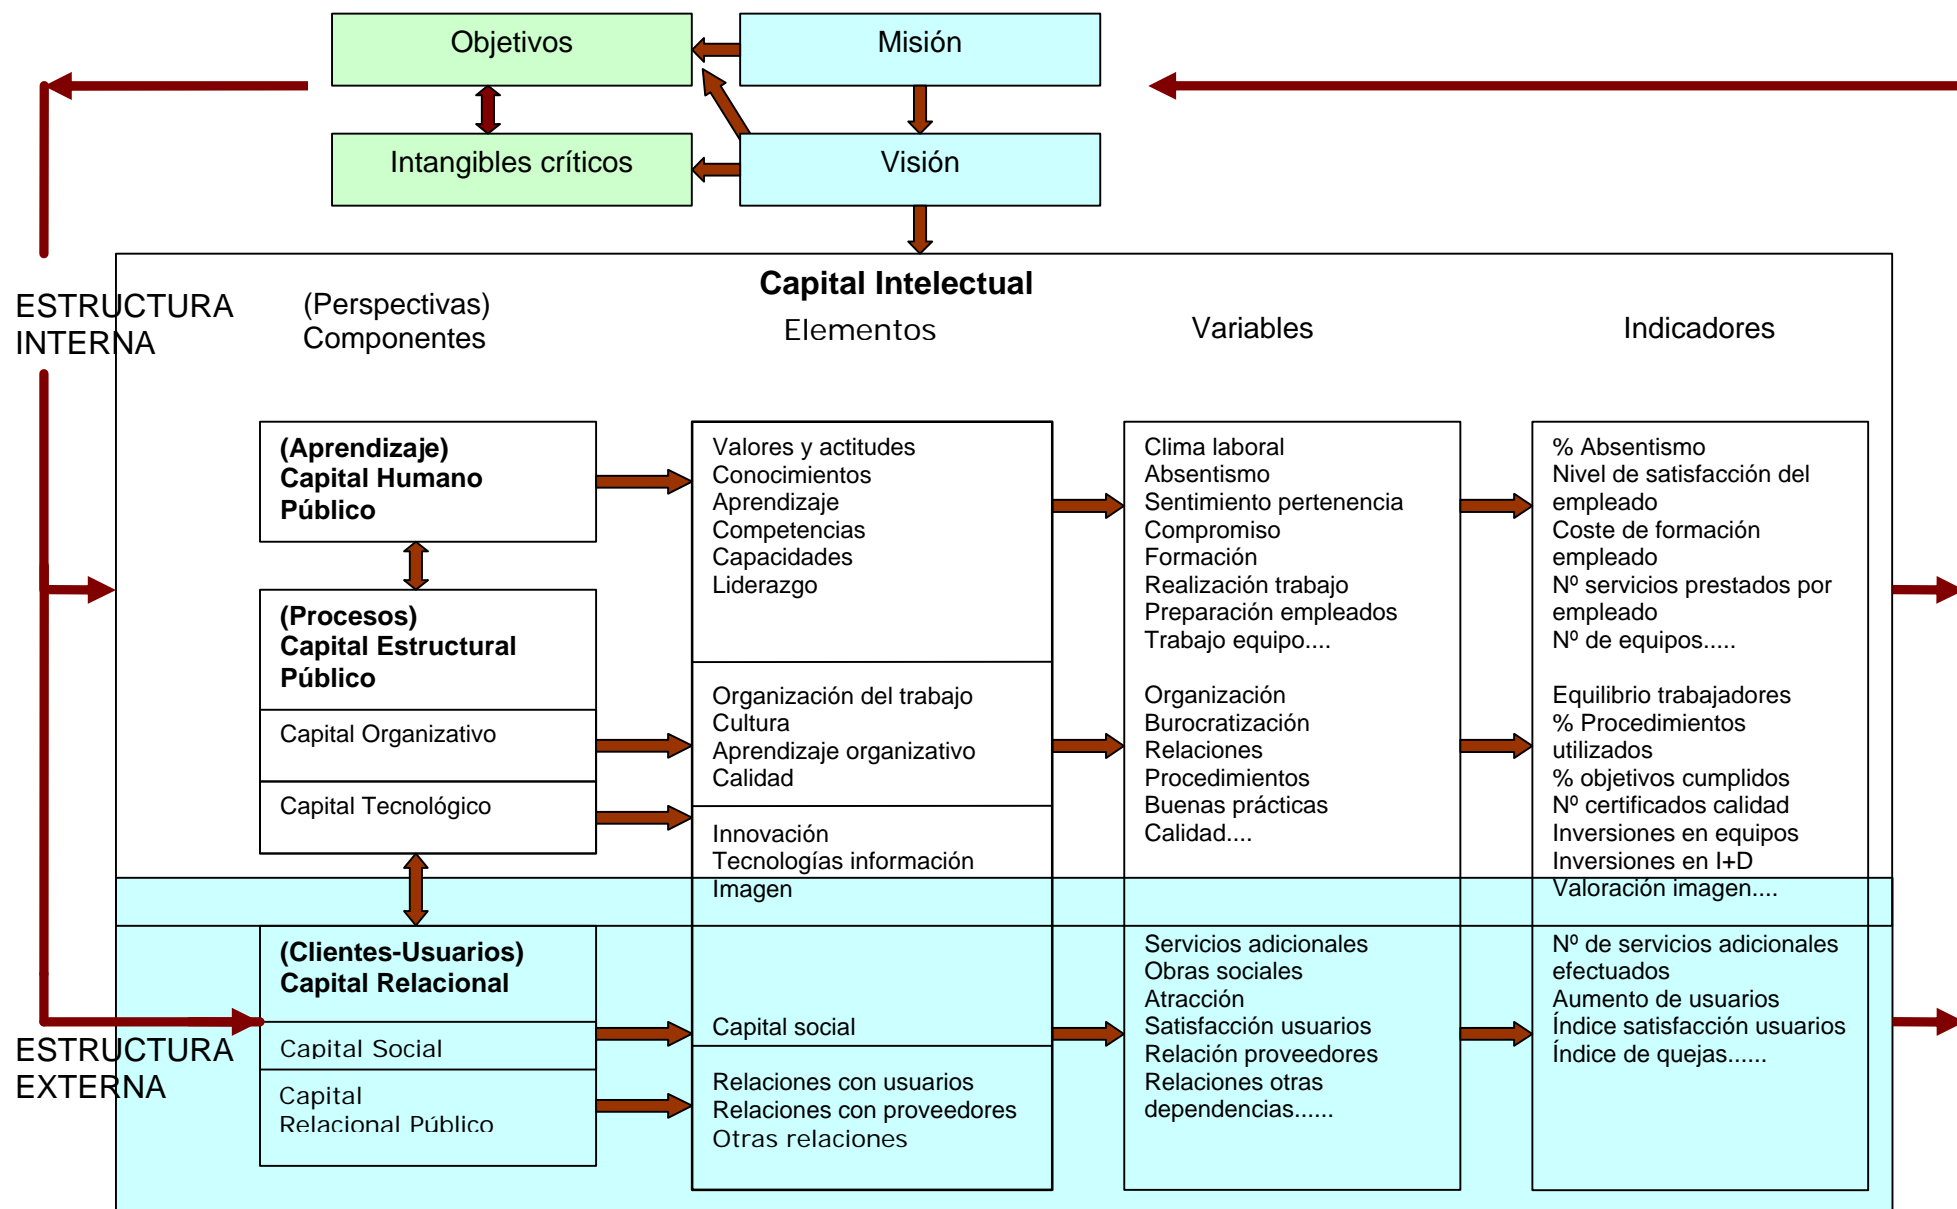 Objetivos
Misión
Intangibles críticos
Visión
Capital Intelectual
ESTRUCTURA
INTERNA
(Perspectivas)
Componentes
Elementos
Variables
Indicadores
(Aprendizaje)
Capital Humano
Público
Valores y actitudes
Conocimientos
Aprendizaje
Competencias
Capacidades
Liderazgo
Clima laboral
Absentismo
Sentimiento pertenencia
Compromiso
Formación
Realización trabajo
Preparación empleados
Trabajo equipo....
% Absentismo
Nivel de satisfacción del
empleado
Coste de formación
empleado
Nº servicios prestados por
empleado
Nº de equipos.....
(Procesos)
Capital Estructural
Público
Capital Organizativo
Capital Tecnológico
Organización del trabajo
Cultura
Aprendizaje organizativo
Calidad
Innovación
Tecnologías información
Imagen
Organización
Burocratización
Relaciones
Procedimientos
Buenas prácticas
Calidad....
Equilibrio trabajadores
% Procedimientos
utilizados
% objetivos cumplidos
Nº certificados calidad
Inversiones en equipos
Inversiones en I+D
Valoración imagen....
ESTRUCTURA
EXTERNA
(Clientes-Usuarios)
Capital Relacional
Capital Social
Capital
Relacional Público
Capital social
Relaciones con usuarios
Relaciones con proveedores
Otras relaciones
Servicios adicionales
Obras sociales
Atracción
Satisfacción usuarios
Relación proveedores
Relaciones otras
dependencias......
Nº de servicios adicionales
efectuados
Aumento de usuarios
Índice satisfacción usuarios
Índice de quejas......